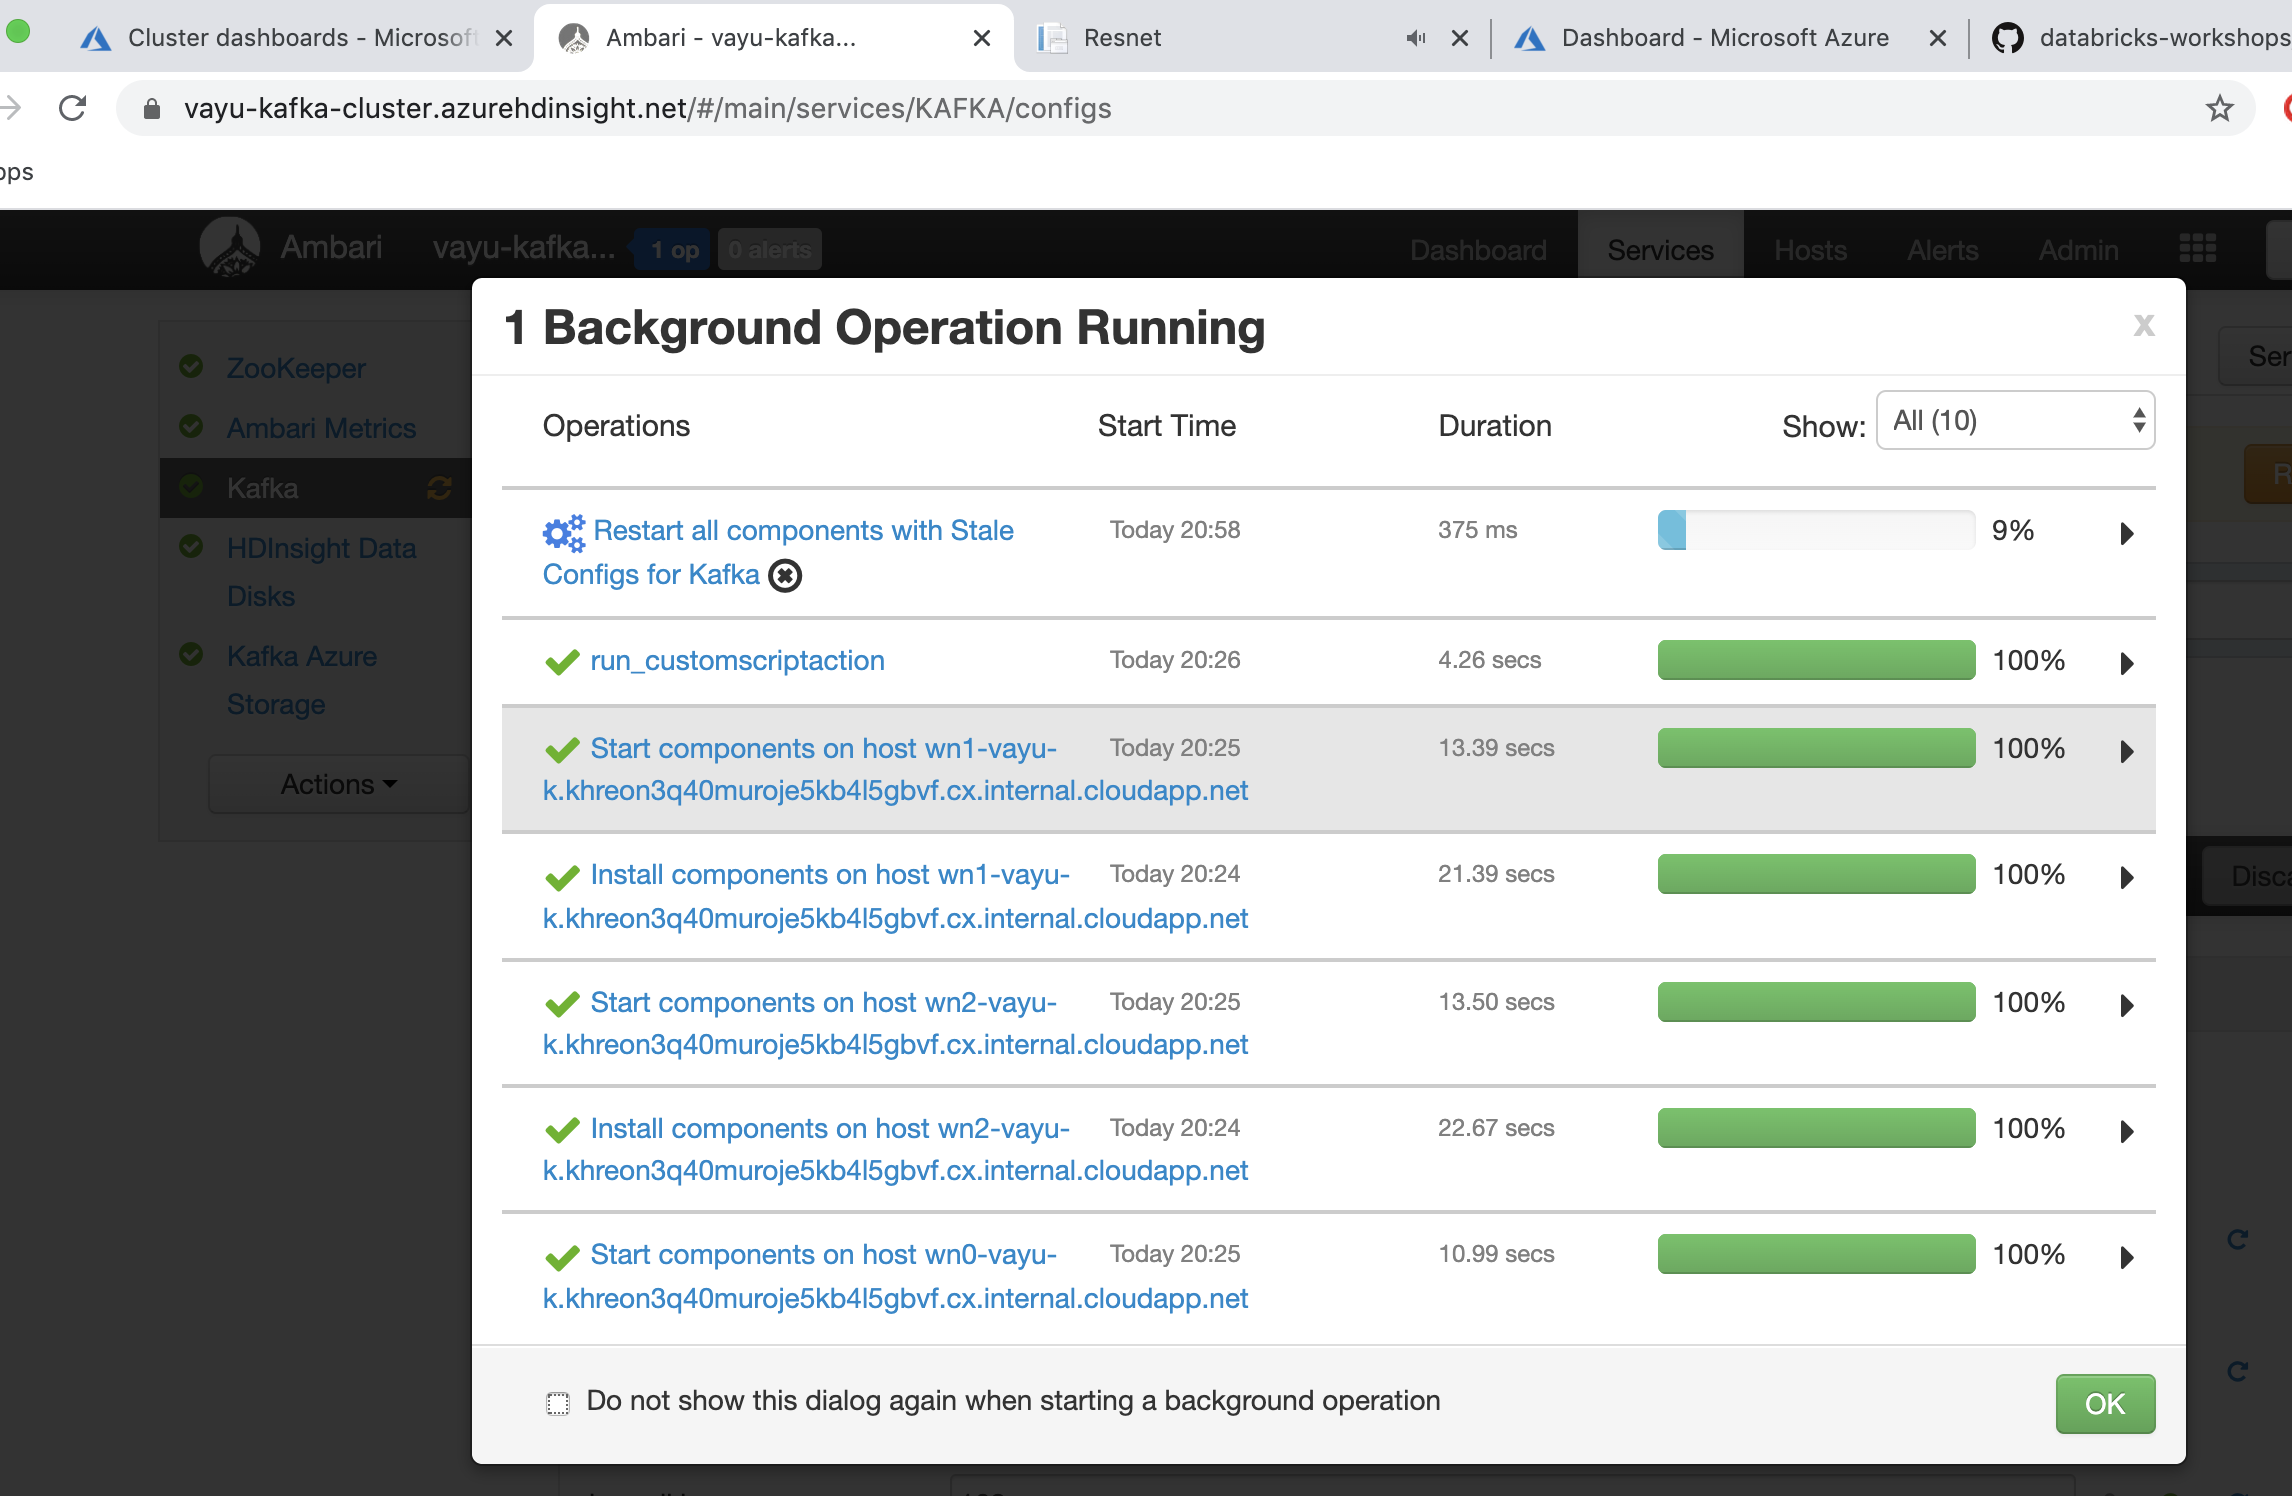 Cluster dashboards - Microsoft
Ambari - vayu-kafka...
Resnet
Dashboard - Microsoft Azure
databricks-workshops
vayu-kafka-cluster.azurehdinsight.net/#/main/services/KAFKA/configs
Ambari
vayu-kafka...
1 op
0 alerts
Dashboard
Services
Hosts
Alerts
Admin
ZooKeeper
Ambari Metrics
Kafka
HDInsight Data
Disks
Kafka Azure
Storage
Actions
1 Background Operation Running
x
Operations
Start Time
Duration
Show:
All (10)
Restart all components with Stale
Configs for Kafka
Today 20:58
375 ms
9%
run_customscriptaction
Today 20:26
4.26 secs
100%
Start components on host wn1-vayu-
k.khreon3q40muroje5kb4l5gbvf.cx.internal.cloudapp.net
Today 20:25
13.39 secs
100%
Install components on host wn1-vayu-
k.khreon3q40muroje5kb4l5gbvf.cx.internal.cloudapp.net
Today 20:24
21.39 secs
100%
Start components on host wn2-vayu-
k.khreon3q40muroje5kb4l5gbvf.cx.internal.cloudapp.net
Today 20:25
13.50 secs
100%
Install components on host wn2-vayu-
k.khreon3q40muroje5kb4l5gbvf.cx.internal.cloudapp.net
Today 20:24
22.67 secs
100%
Start components on host wn0-vayu-
k.khreon3q40muroje5kb4l5gbvf.cx.internal.cloudapp.net
Today 20:25
10.99 secs
100%
Do not show this dialog again when starting a background operation
OK